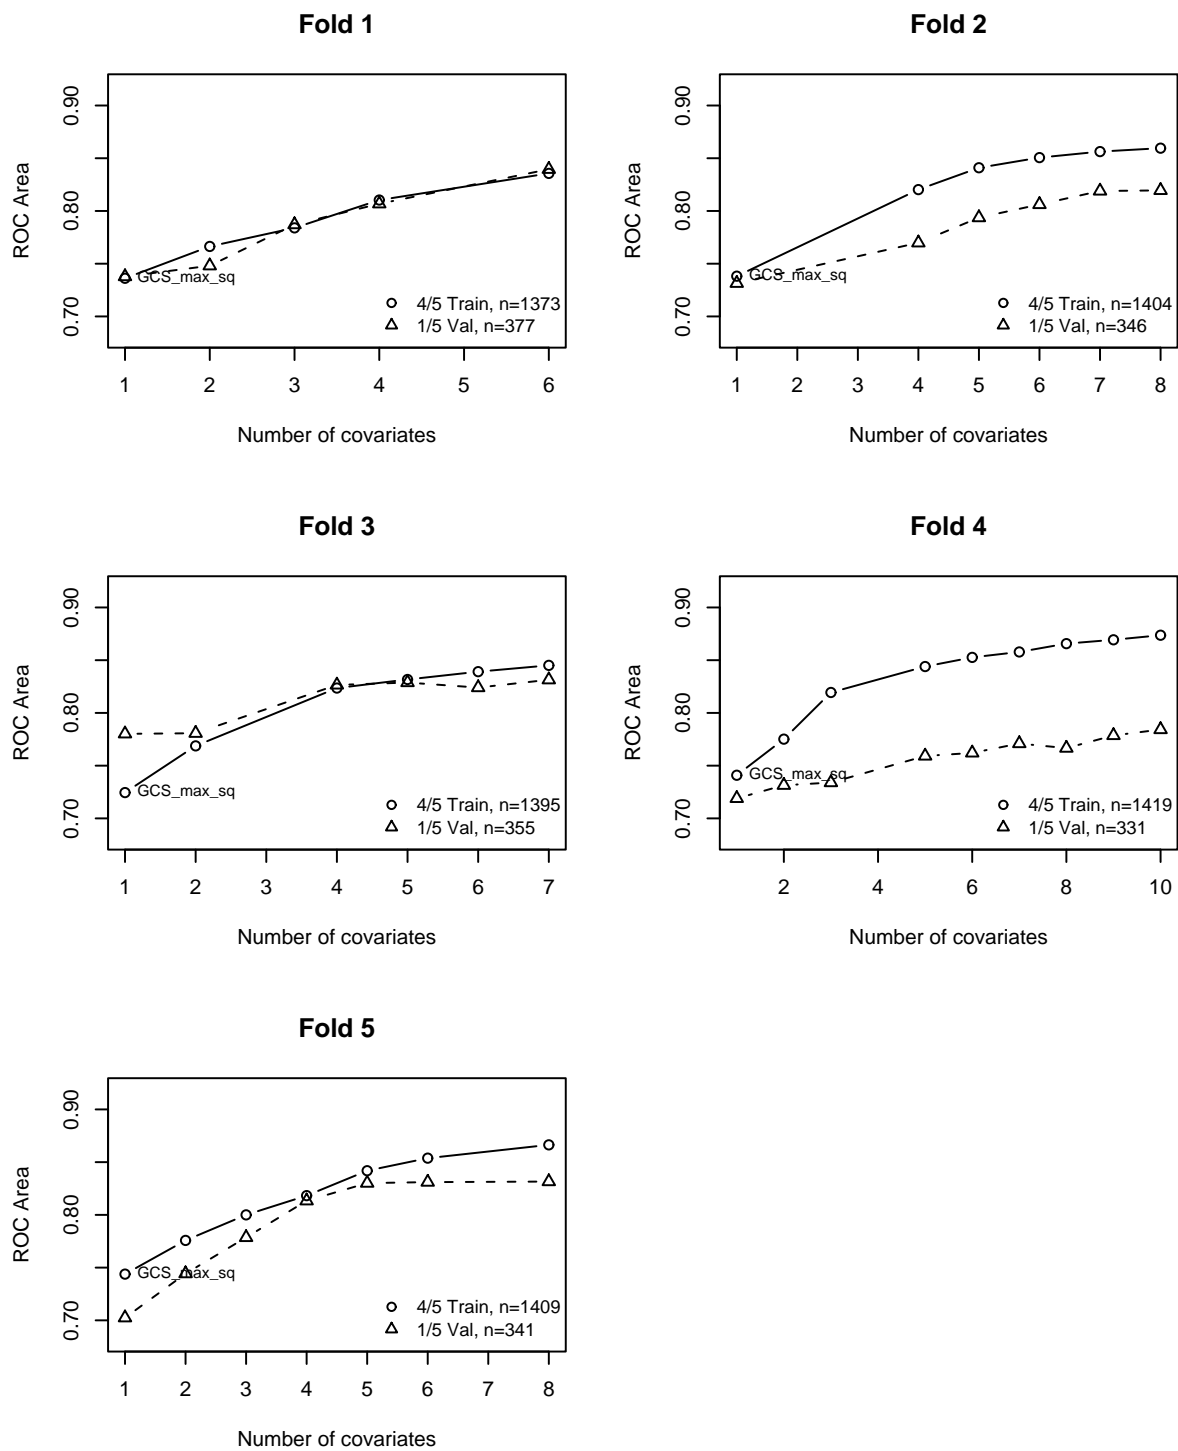 Fold 1
ROC Area
0.70 0.80 0.90
GCS_max_sq
4/5 Train, n=1373
1/5 Val, n=377
1 2 3 4 5 6
Number of covariates
Fold 2
ROC Area
0.70 0.80 0.90
GCS_max_sq
4/5 Train, n=1404
1/5 Val, n=346
1 2 3 4 5 6 7 8
Number of covariates
Fold 3
ROC Area
0.70 0.80 0.90
GCS_max_sq
4/5 Train, n=1395
1/5 Val, n=355
1 2 3 4 5 6 7
Number of covariates
Fold 4
ROC Area
0.70 0.80 0.90
GCS_max_sq
4/5 Train, n=1419
1/5 Val, n=331
2 4 6 8 10
Number of covariates
Fold 5
ROC Area
0.70 0.80 0.90
GCS_max_sq
4/5 Train, n=1409
1/5 Val, n=341
1 2 3 4 5 6 7 8
Number of covariates